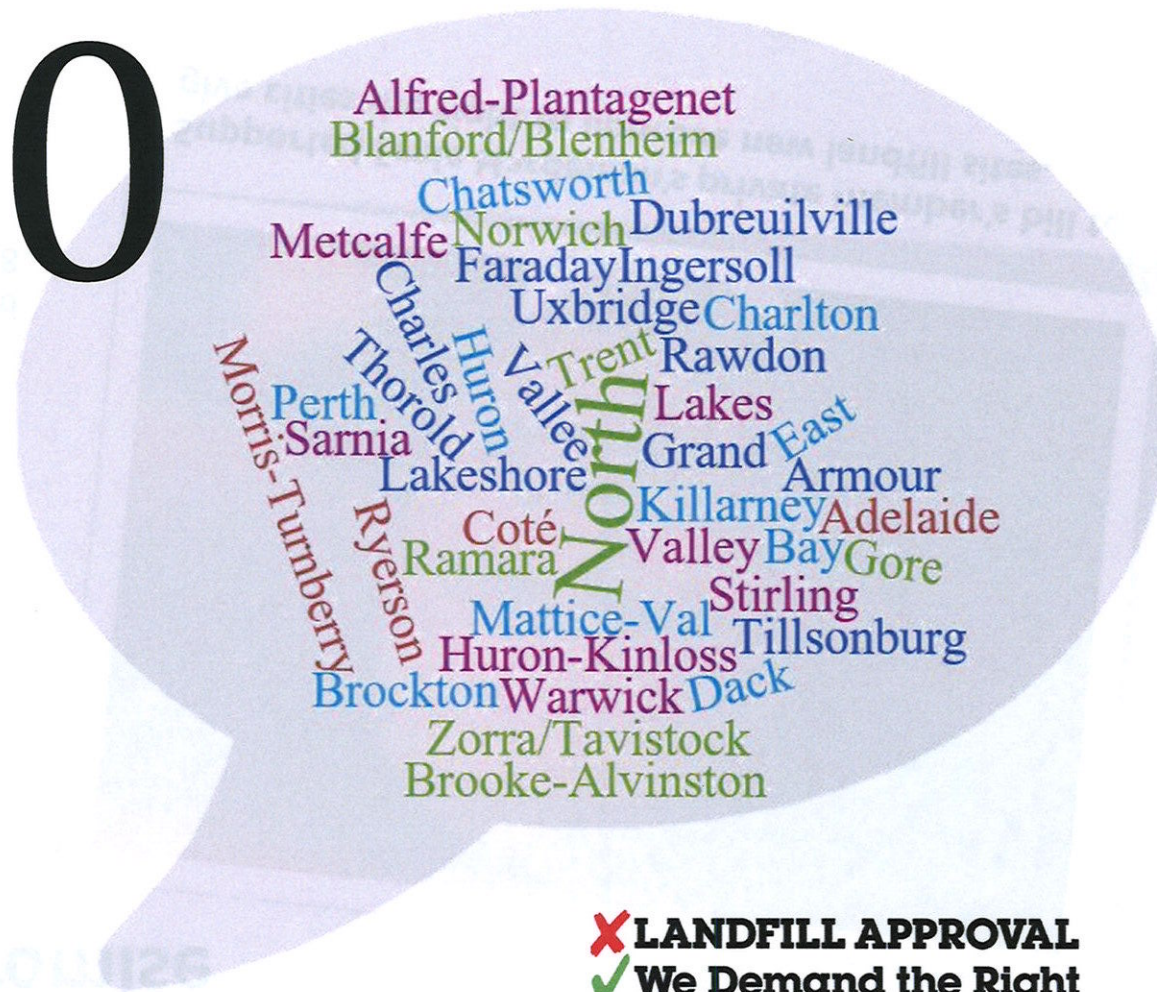 0
Alfred-Plantagenet
Blanford/Blenheim
Chatsworth
Metcalfe Norwich Dubreuilville
Faraday Ingersoll
Charles
Uxbridge Charlton
Thorold
Huron
Vallee
Trent Rawdon
Morris-Turnberry
Perth
North
Lakes
Sarnia
Grand East
Lakeshore
Armour
Ryerson
Killarney Adelaide
Coté
Ramara
Valley Bay Gore
Stirling
Mattice-Val Tillsonburg
Huron-Kinloss
Brockton Warwick Dack
Zorra/Tavistock
Brooke-Alvinston
✘ LANDFILL APPROVAL
✓ We Demand the Right